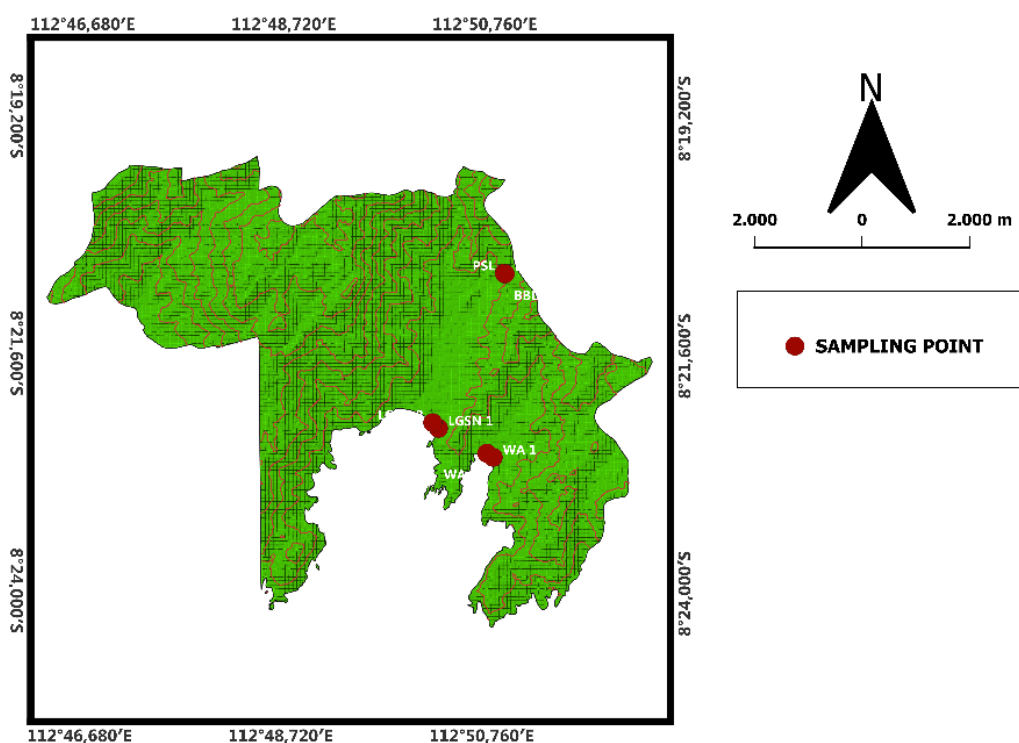 112°46,680′E 112°48,720′E 112°50,760′E
8°19,200′S
8°19,200′S
N
2.000 0 2.000 m
PSL
BBD
8°21,600′S
8°21,600′S
SAMPLING POINT
LGSN 1
WA 1
WA
8°24,000′S
8°24,000′S
112°46,680′E 112°48,720′E 112°50,760′E